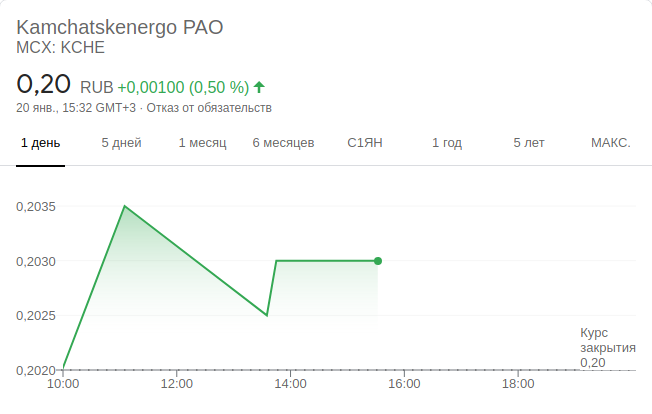 Kamchatskenergo PAO
MCX: KCHE
0,20 RUB +0,00100 (0,50 %)
20 янв., 15:32 GMT+3 · Отказ от обязательств
1 день 5 дней 1 месяц 6 месяцев С1ЯН 1 год 5 лет МАКС.
0,2035
0,2030
0,2025
Курс
закрытия
0,20
0,2020
10:00 12:00 14:00 16:00 18:00